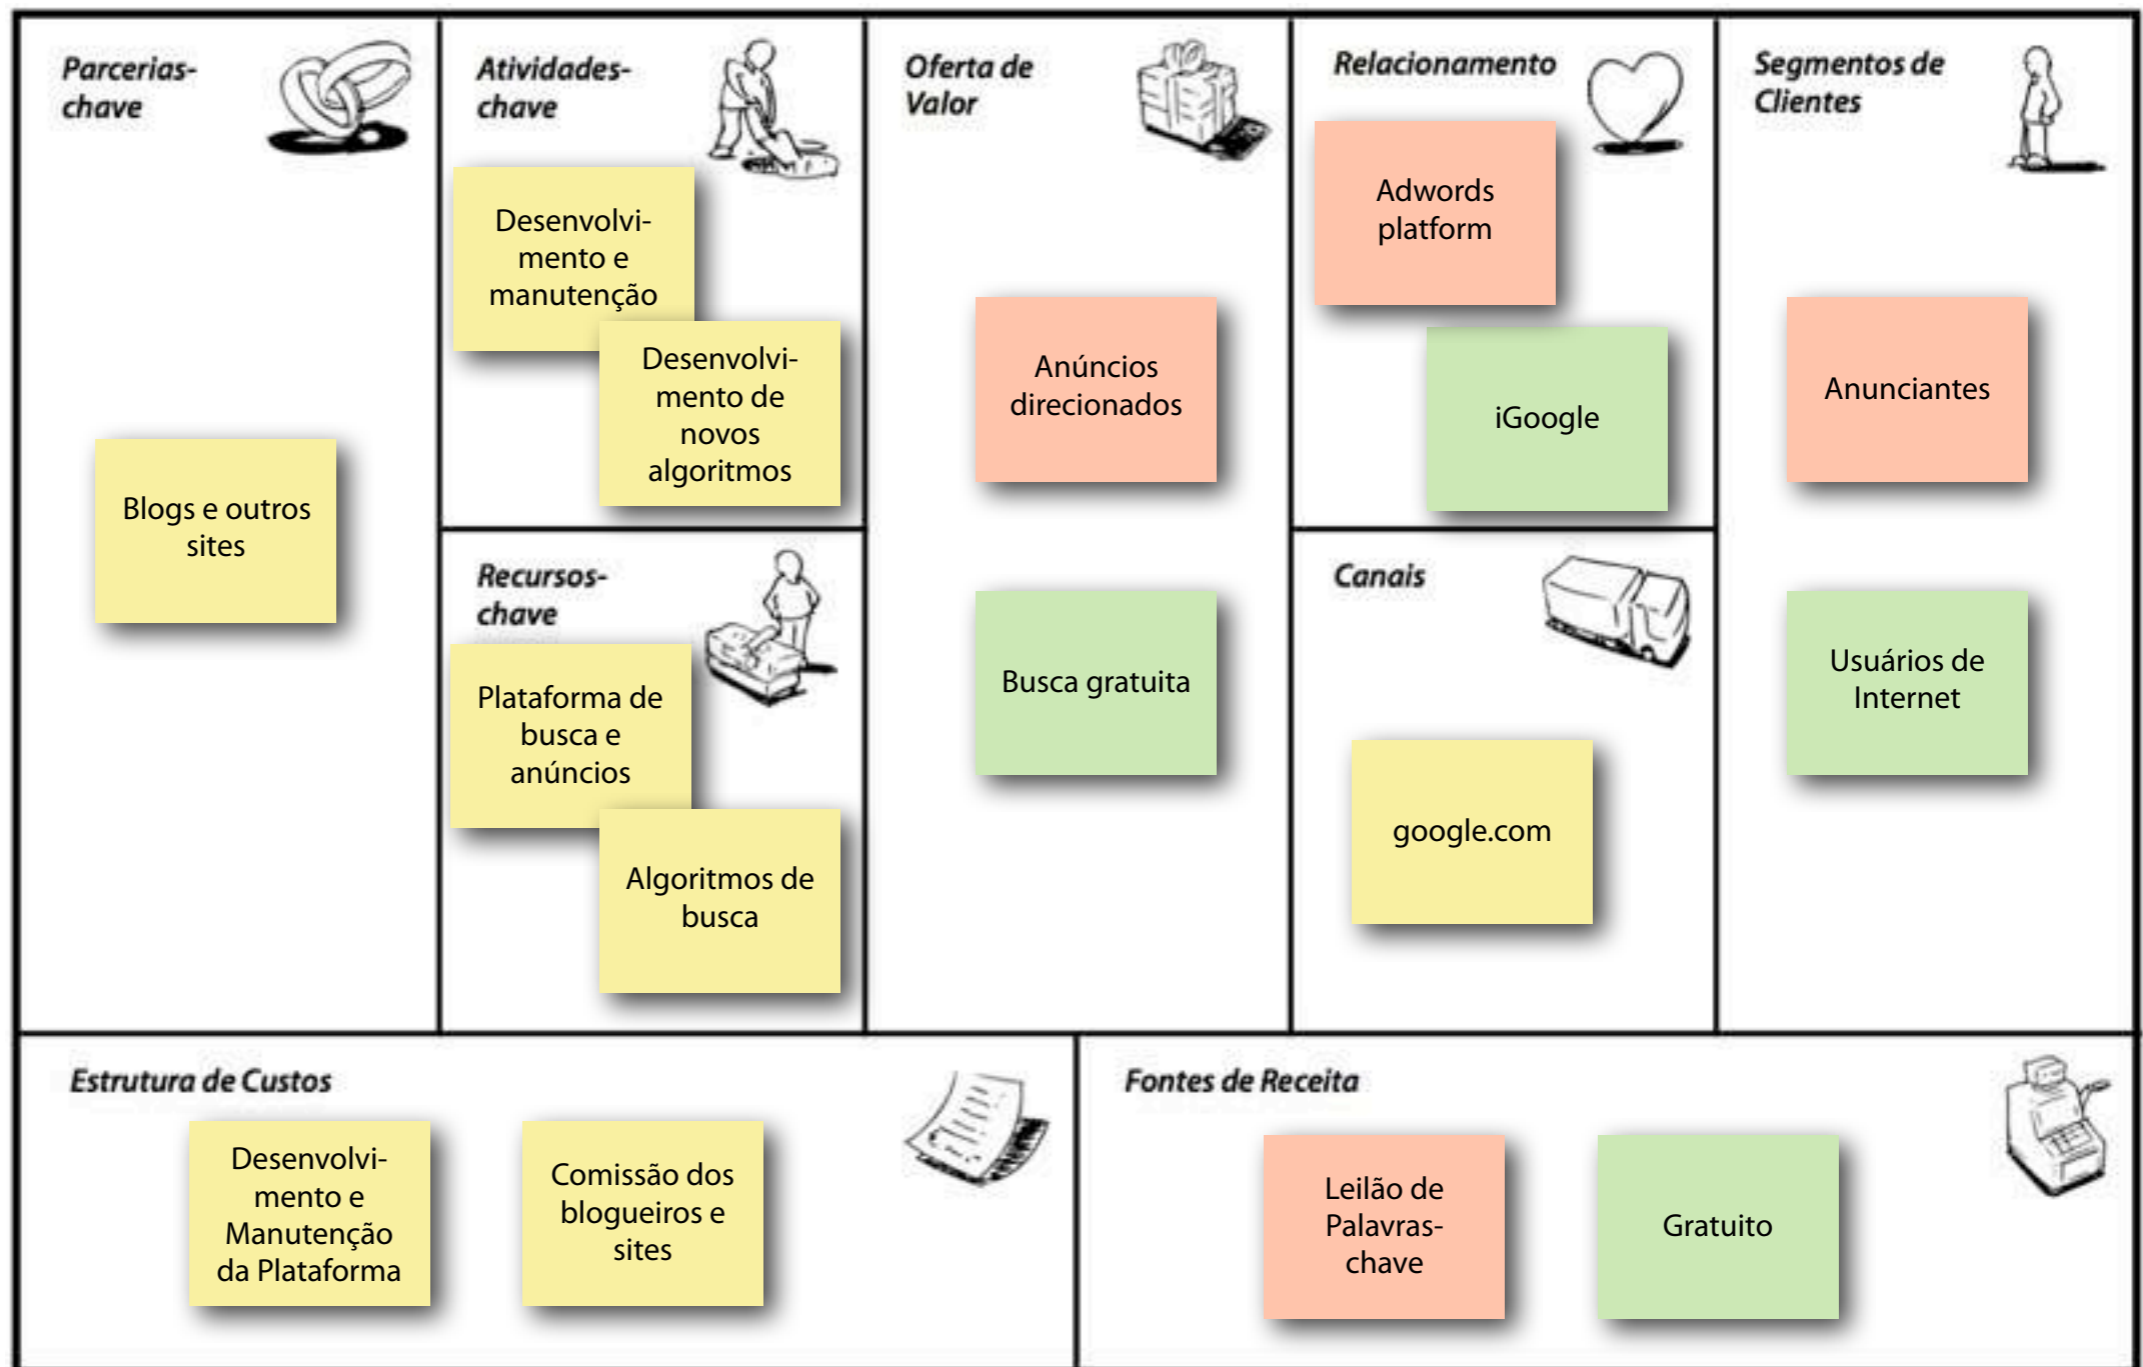 Parcerias-
chave
Blogs e outros
sites
Atividades-
chave
Desenvolvi-
mento e
manutenção
Desenvolvi-
mento de
novos
algoritmos
Recursos-
chave
Plataforma de
busca e
anúncios
Algoritmos de
busca
Oferta de
Valor
Anúncios
direcionados
Busca gratuita
Relacionamento
Adwords
platform
iGoogle
Canais
google.com
Segmentos de
Clientes
Anunciantes
Usuários de
Internet
Estrutura de Custos
Desenvolvi-
mento e
Manutenção
da Plataforma
Comissão dos
blogueiros e
sites
Fontes de Receita
Leilão de
Palavras-
chave
Gratuito